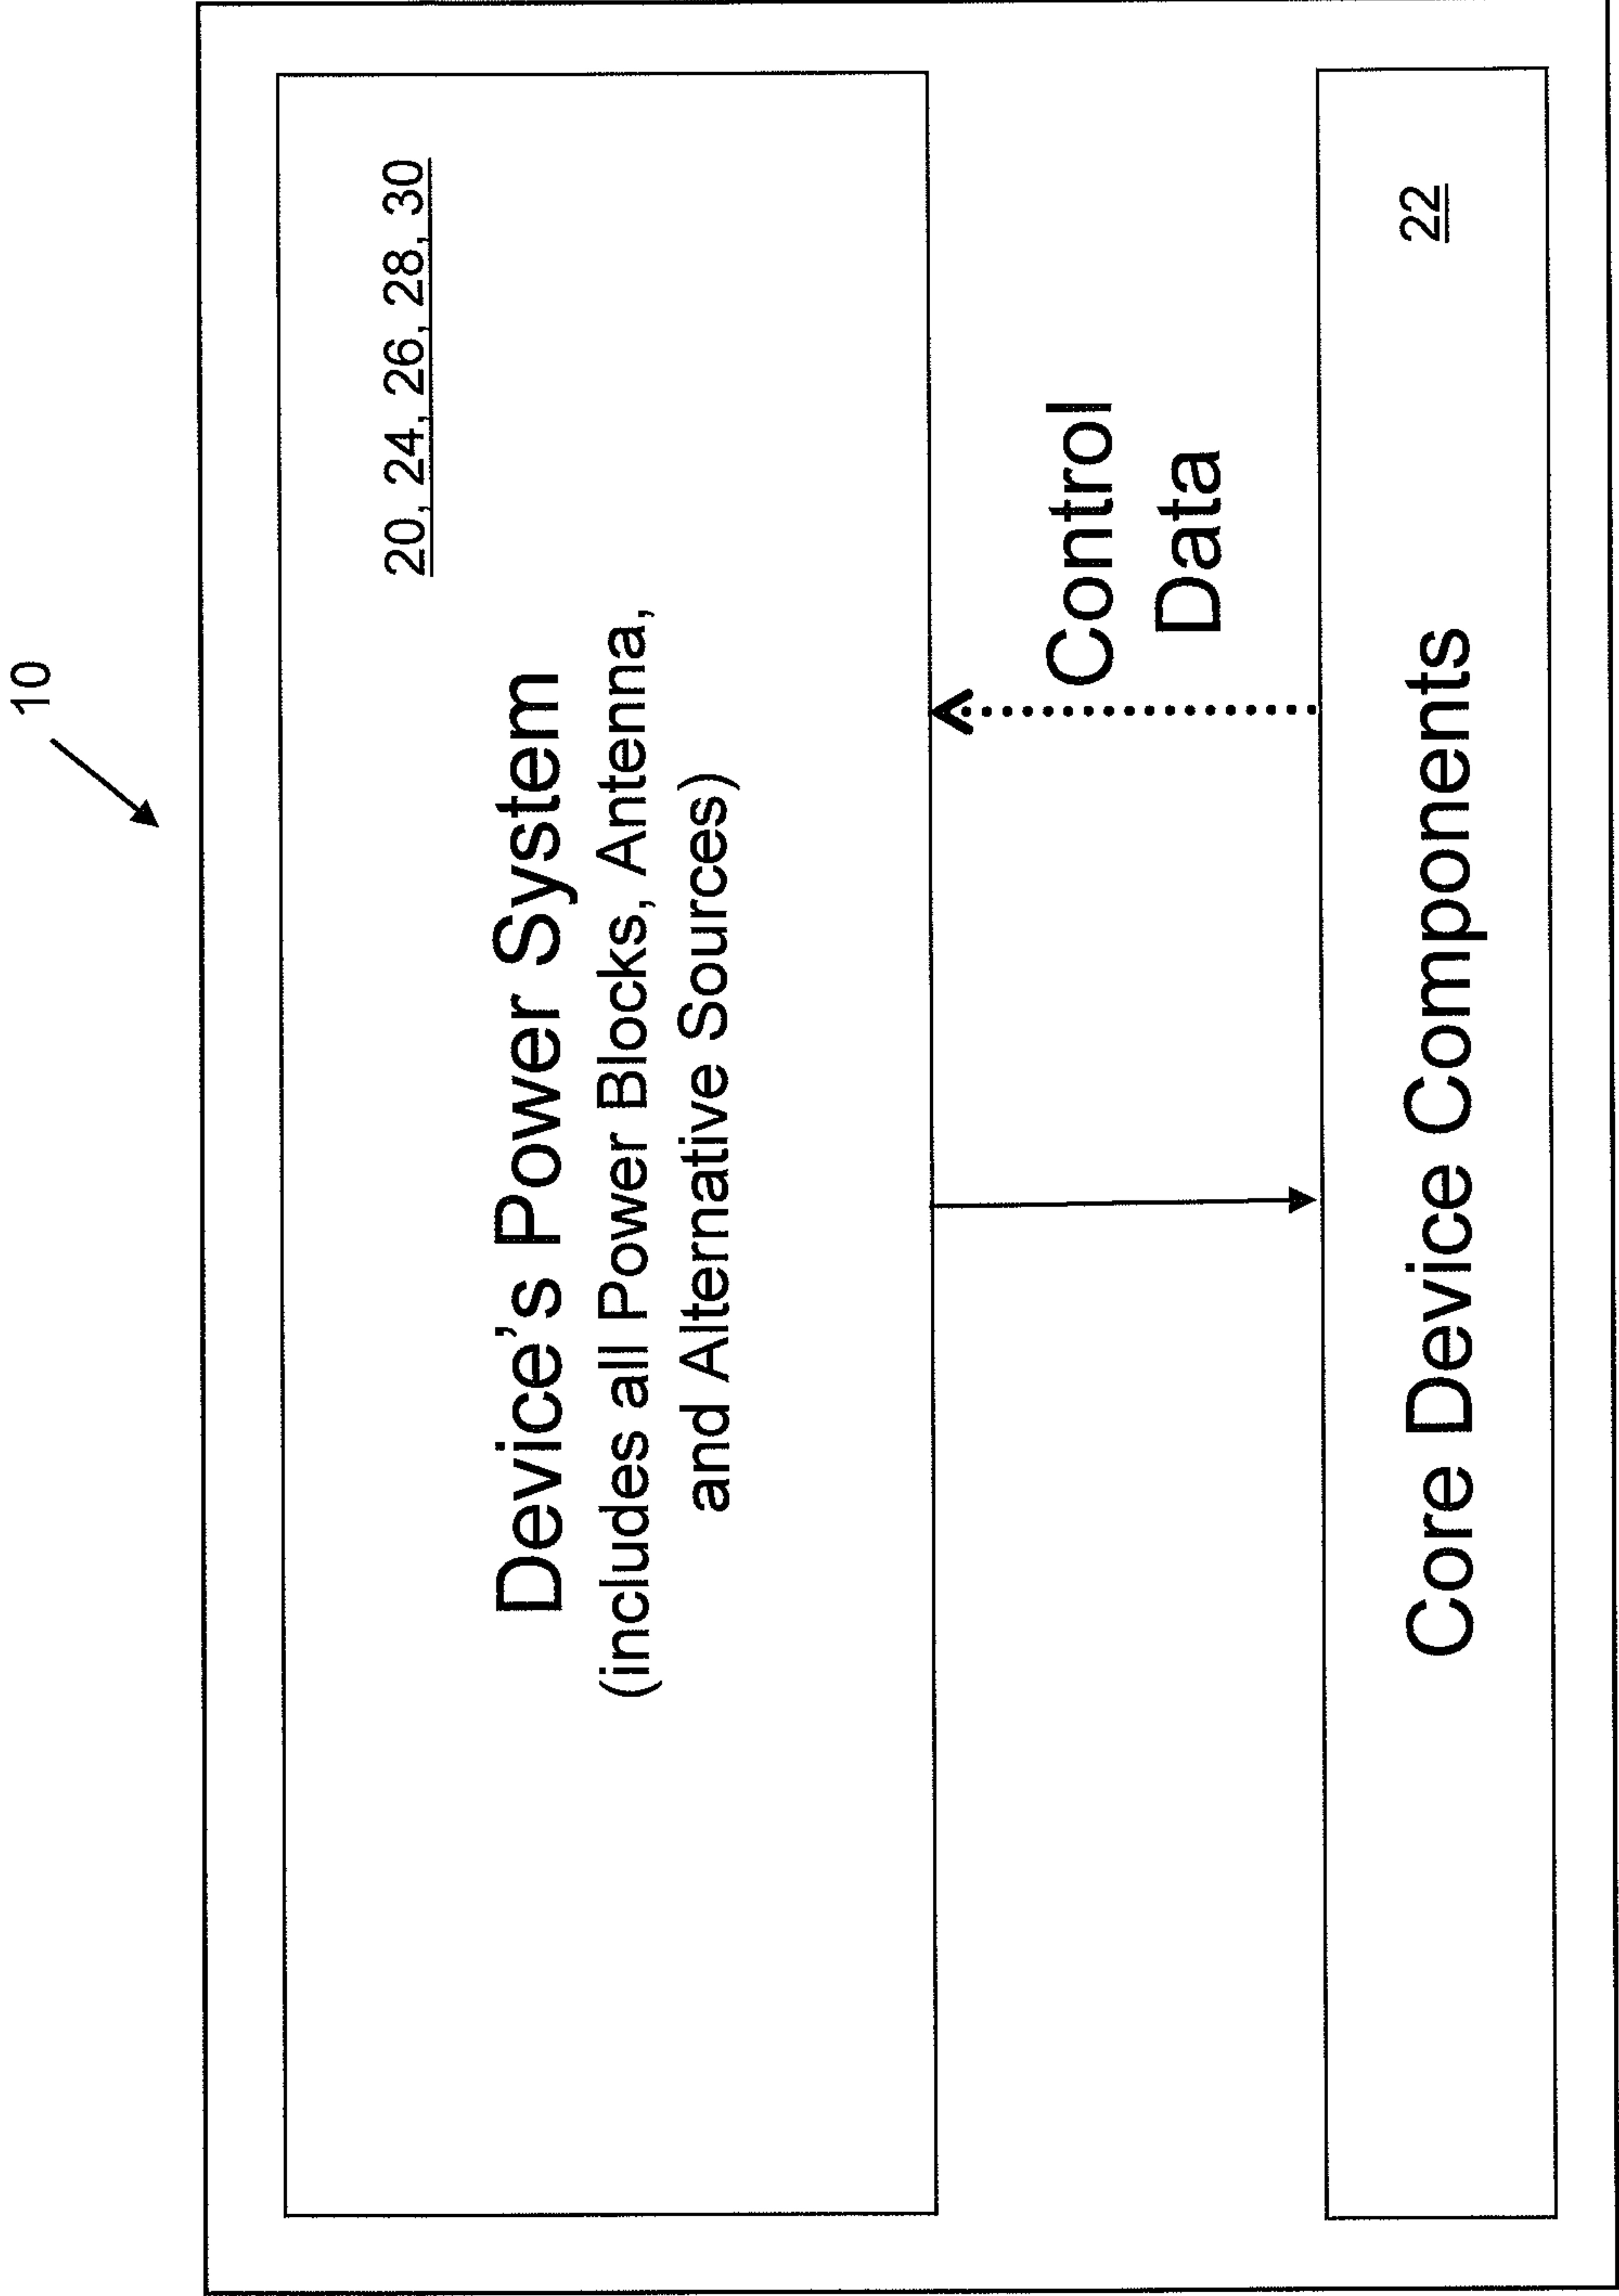 10
20, 24, 26, 28, 30
Device's Power System
(includes all Power Blocks, Antenna,
and Alternative Sources)
Control
Data
22
Core Device Components